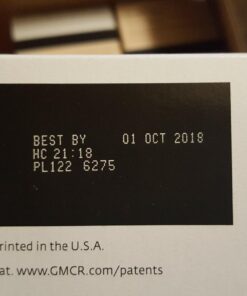 BEST BY 01 OCT 2018
HC 21:18
PL122 6275
rinted in the U.S.A.
at. www.GMCR.com/patents